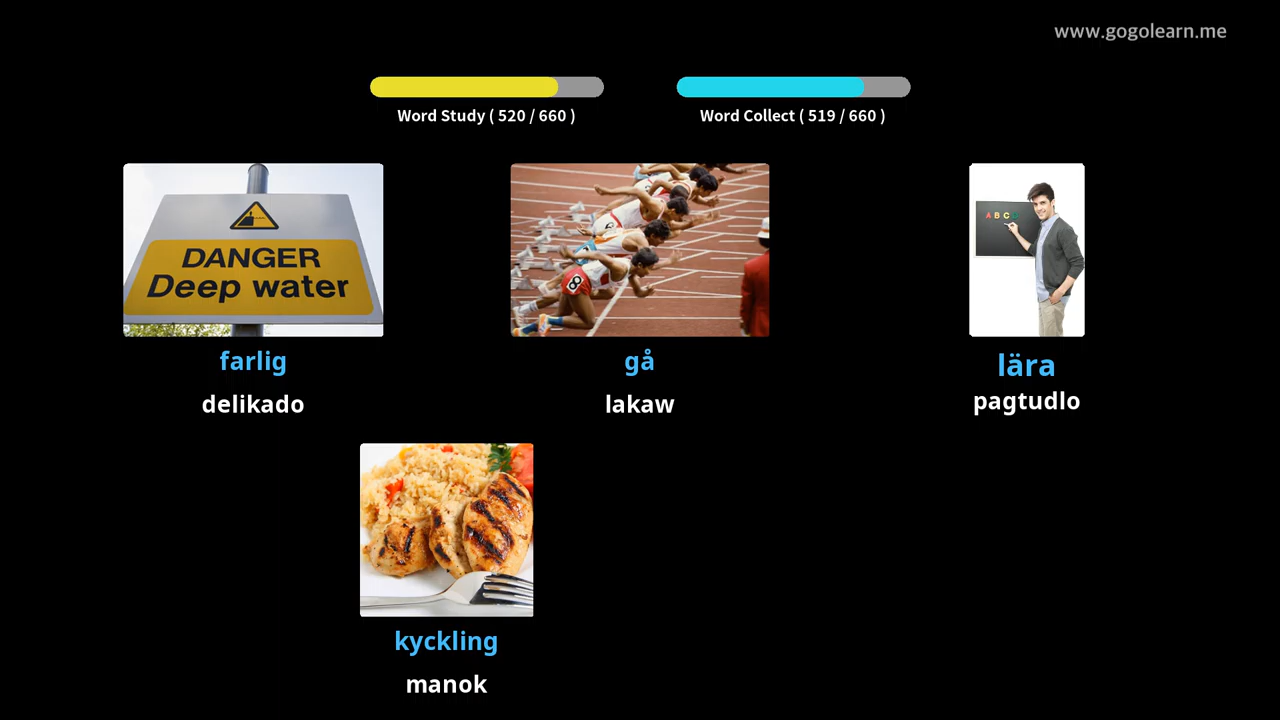 www.gogolearn.me
Word Study ( 520 / 660 )
Word Collect ( 519 / 660 )
DANGER
Deep water
8
A B C D
farlig
gå
lära
delikado
lakaw
pagtudlo
kyckling
manok